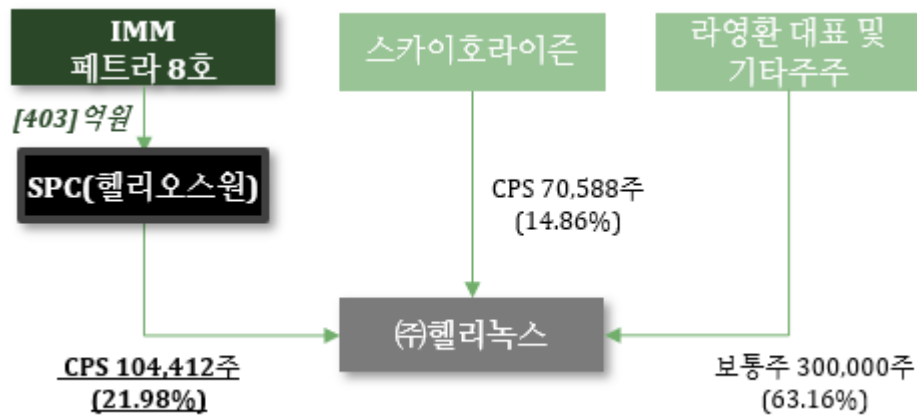 IMM
페트라 8호
스카이호라이즌
라영환 대표 및
기타주주
[403] 억원
SPC(헬리오스원)
CPS 70,588주
(14.86%)
㈜헬리녹스
CPS 104,412주
(21.98%)
보통주 300,000주
(63.16%)